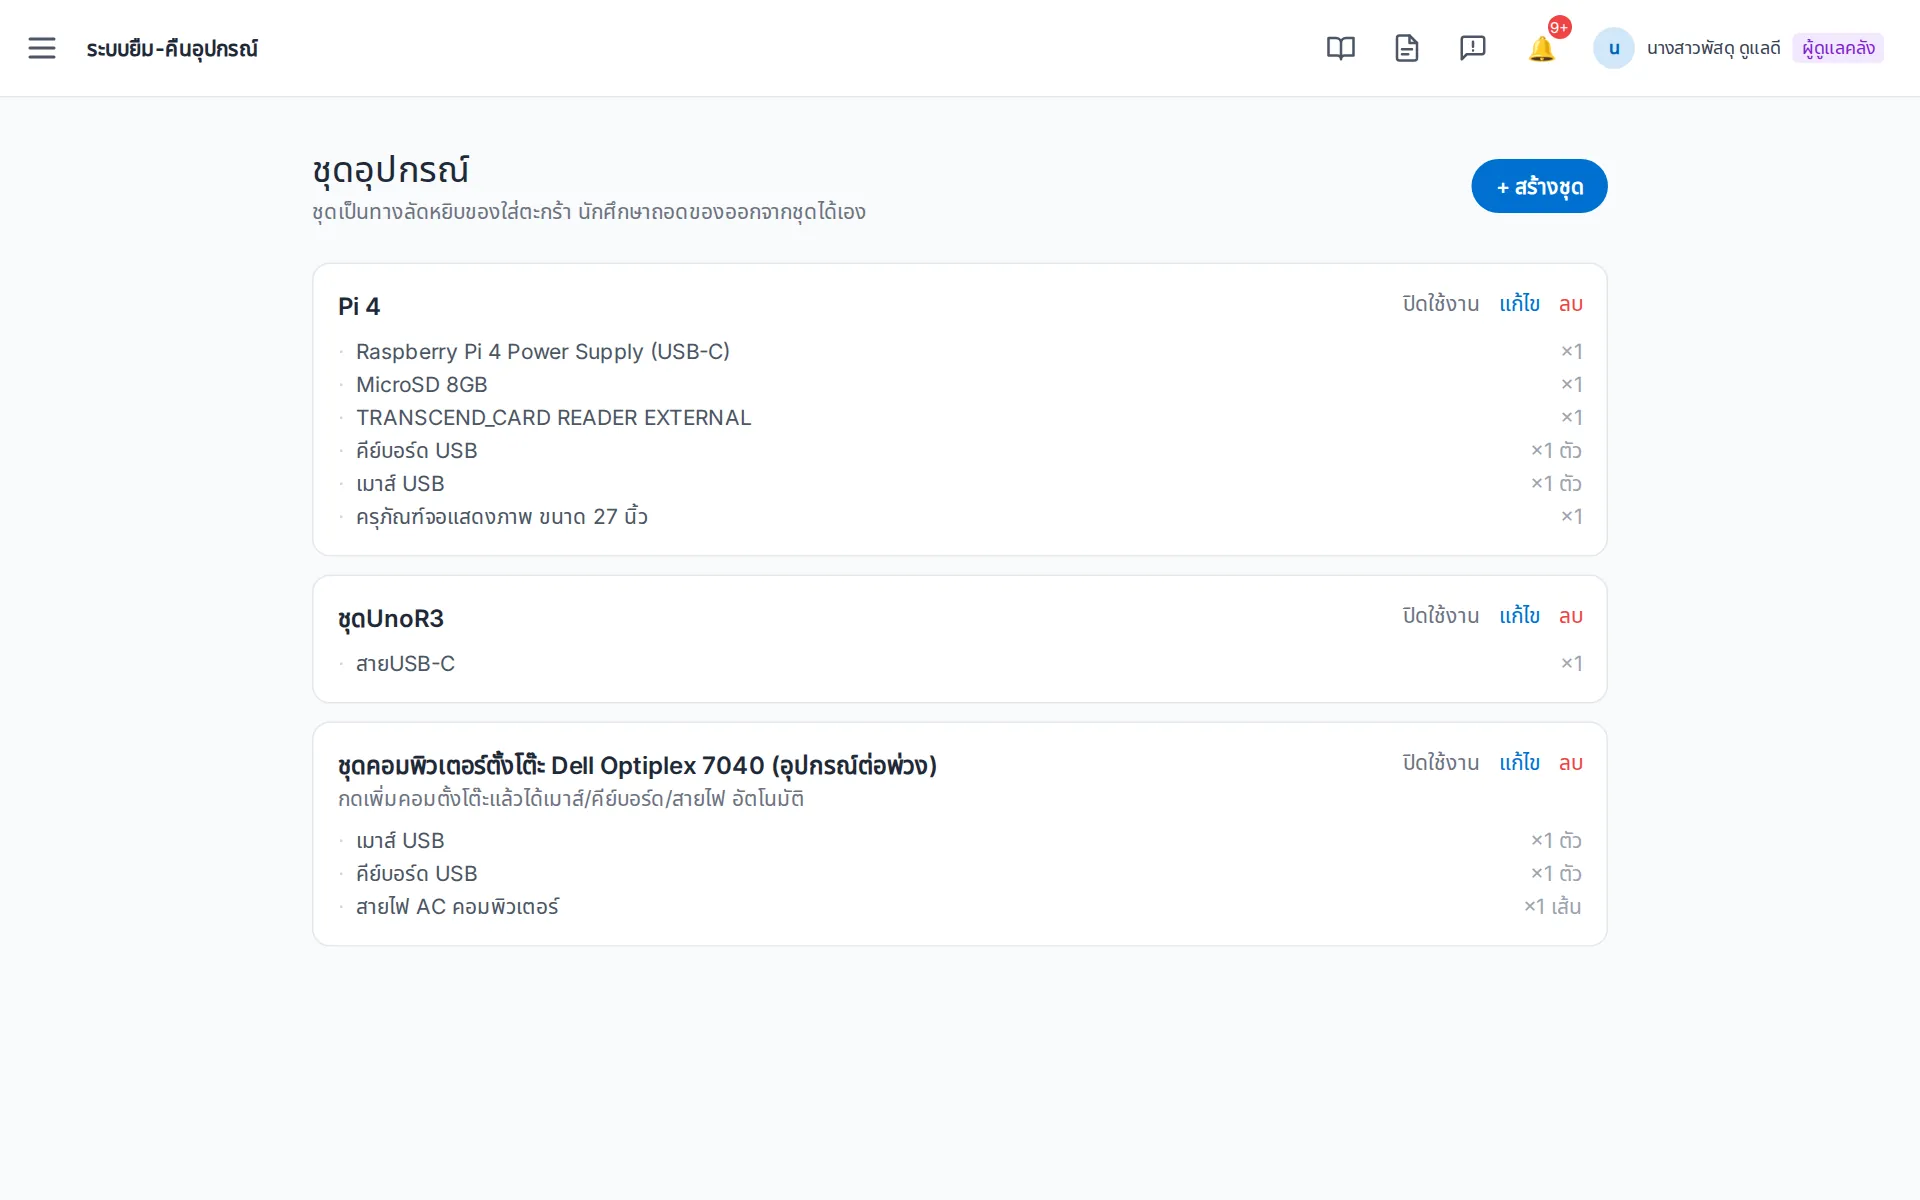 ระบบยืม-คืนอุปกรณ์
9+
น
นางสาวพัสดุ ดูแลดี
ผู้ดูแลคลัง
ชุดอุปกรณ์
ชุดเป็นทางลัดหยิบของใส่ตะกร้า นักศึกษาถอดของออกจากชุดได้เอง
+ สร้างชุด
Pi 4
ปิดใช้งาน แก้ไข ลบ
· Raspberry Pi 4 Power Supply (USB-C) ×1
· MicroSD 8GB ×1
· TRANSCEND_CARD READER EXTERNAL ×1
· คีย์บอร์ด USB ×1 ตัว
· เมาส์ USB ×1 ตัว
· ครุภัณฑ์จอแสดงภาพ ขนาด 27 นิ้ว ×1
ชุดUnoR3
ปิดใช้งาน แก้ไข ลบ
· สายUSB-C ×1
ชุดคอมพิวเตอร์ตั้งโต๊ะ Dell Optiplex 7040 (อุปกรณ์ต่อพ่วง)
ปิดใช้งาน แก้ไข ลบ
กดเพิ่มคอมตั้งโต๊ะแล้วได้เมาส์/คีย์บอร์ด/สายไฟ อัตโนมัติ
· เมาส์ USB ×1 ตัว
· คีย์บอร์ด USB ×1 ตัว
· สายไฟ AC คอมพิวเตอร์ ×1 เส้น